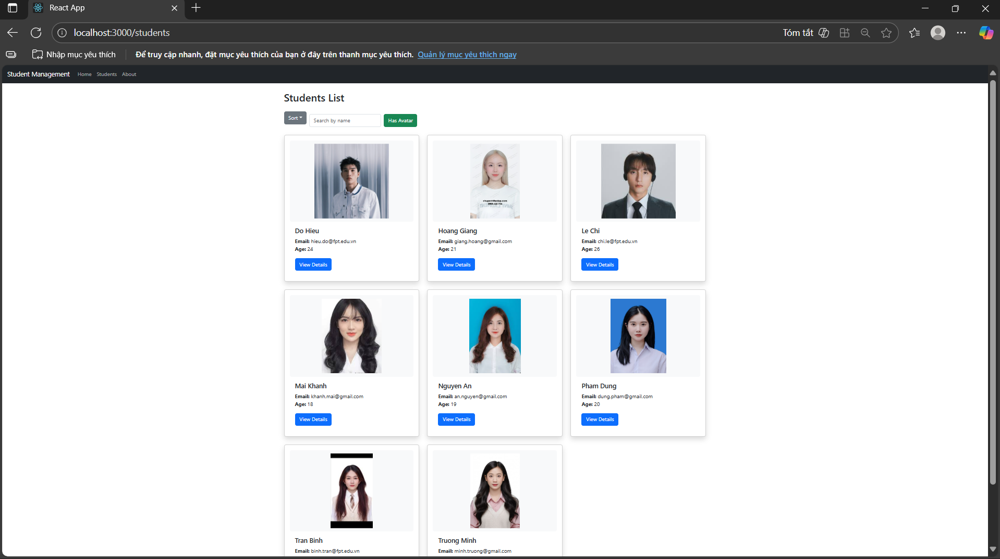 React App
localhost:3000/students
Tóm tắt
Nhập mục yêu thích
Để truy cập nhanh, đặt mục yêu thích của bạn ở đây trên thanh mục yêu thích. Quản lý mục yêu thích ngay
Student Management Home Students About
Students List
Sort Search by name Has Avatar
chupanhthedep.com
Do Hieu
Email: hieu.do@fpt.edu.vn
Age: 24
View Details
Hoang Giang
Email: giang.hoang@gmail.com
Age: 21
View Details
Le Chi
Email: chi.le@fpt.edu.vn
Age: 26
View Details
Mai Khanh
Email: khanh.mai@gmail.com
Age: 18
View Details
Nguyen An
Email: an.nguyen@gmail.com
Age: 19
View Details
Pham Dung
Email: dung.pham@gmail.com
Age: 20
View Details
Tran Binh
Email: binh.tran@fpt.edu.vn
Truong Minh
Email: minh.truong@gmail.com